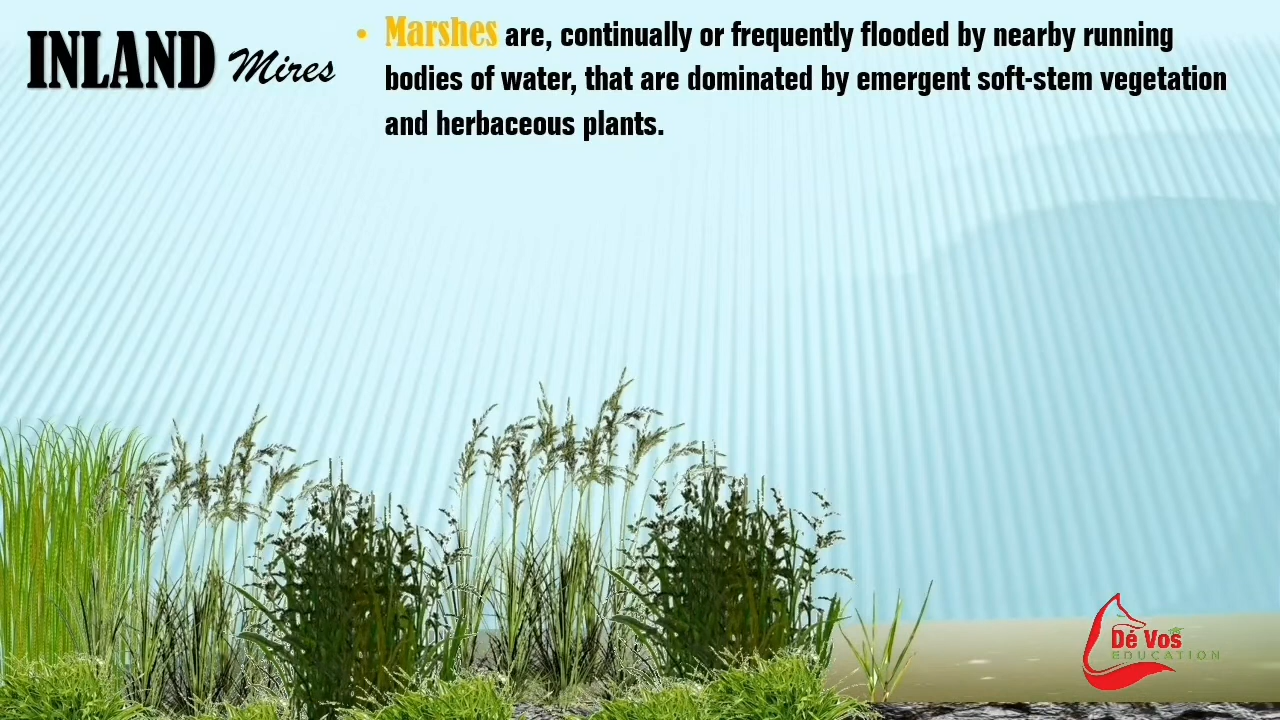 INLAND Mires
• Marshes are, continually or frequently flooded by nearby running
bodies of water, that are dominated by emergent soft-stem vegetation
and herbaceous plants.
Dé Vos
EDUCATION